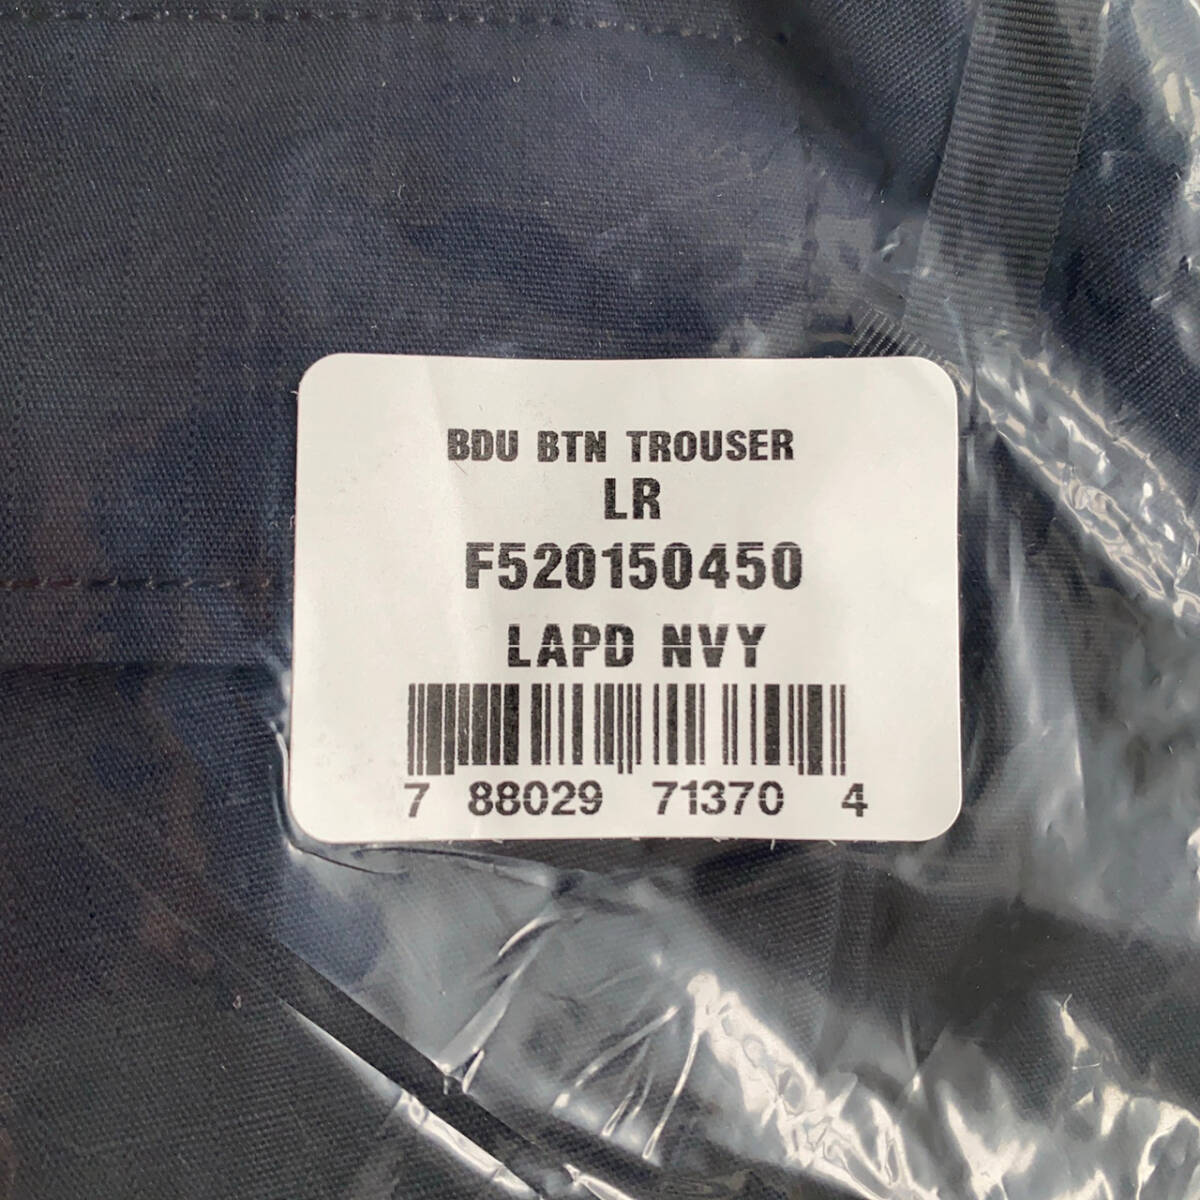 BDU BTN TROUSER
LR
F520150450
LAPD NVY
7 88029 71370 4